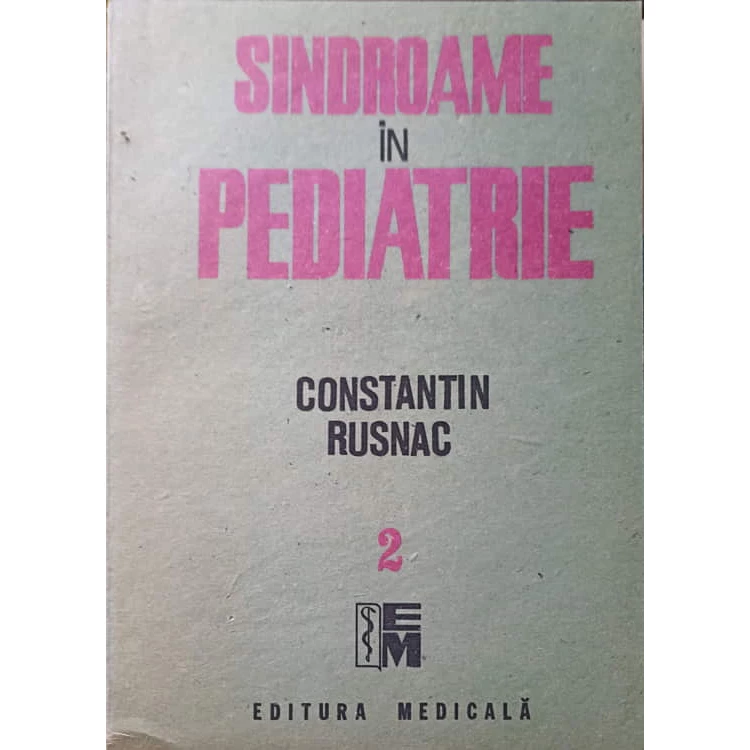 SINDROAME
ÎN
PEDIATRIE
CONSTANTIN
RUSNAC
2
EM
EDITURA MEDICALĂ